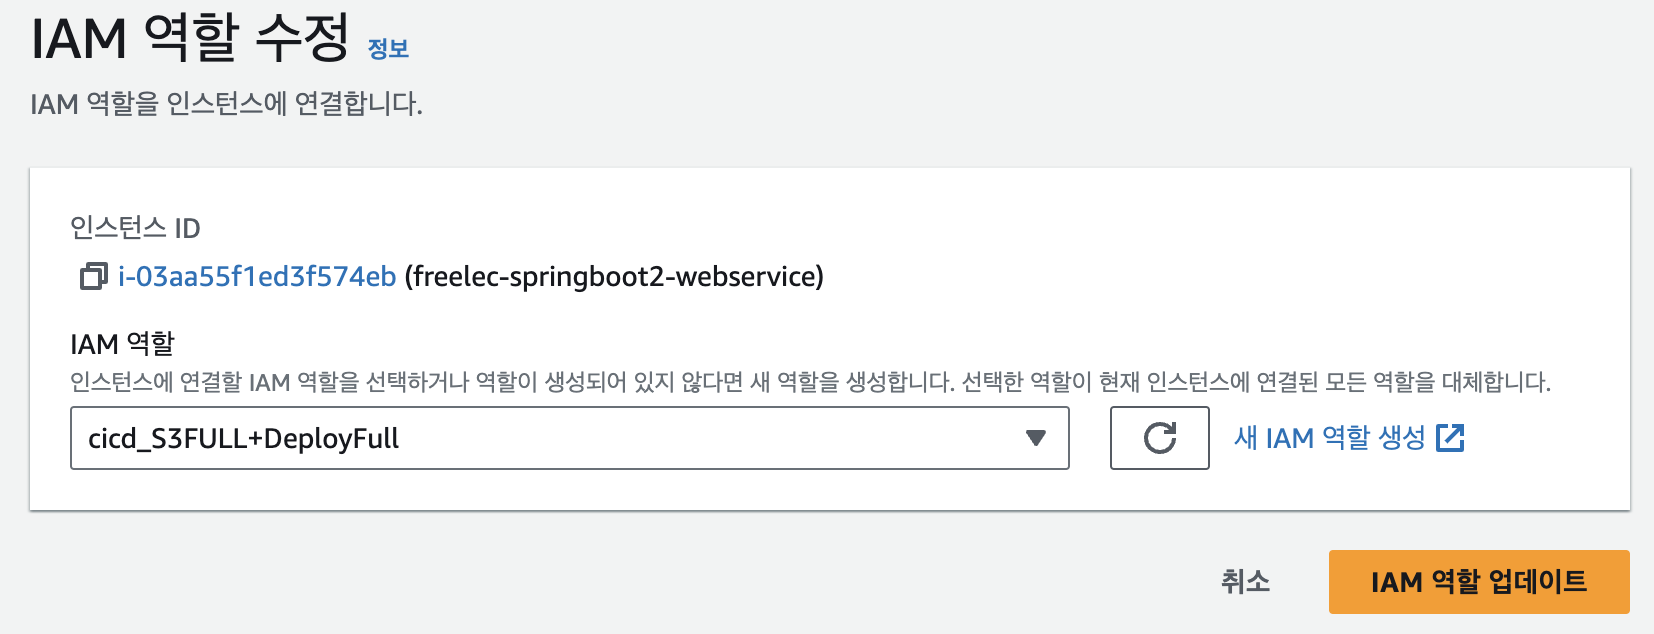 IAM 역할 수정 정보
IAM 역할을 인스턴스에 연결합니다.
인스턴스 ID
i-03aa55f1ed3f574eb (freelec-springboot2-webservice)
IAM 역할
인스턴스에 연결할 IAM 역할을 선택하거나 역할이 생성되어 있지 않다면 새 역할을 생성합니다. 선택한 역할이 현재 인스턴스에 연결된 모든 역할을 대체합니다.
cicd_S3FULL+DeployFull 새 IAM 역할 생성
취소 IAM 역할 업데이트